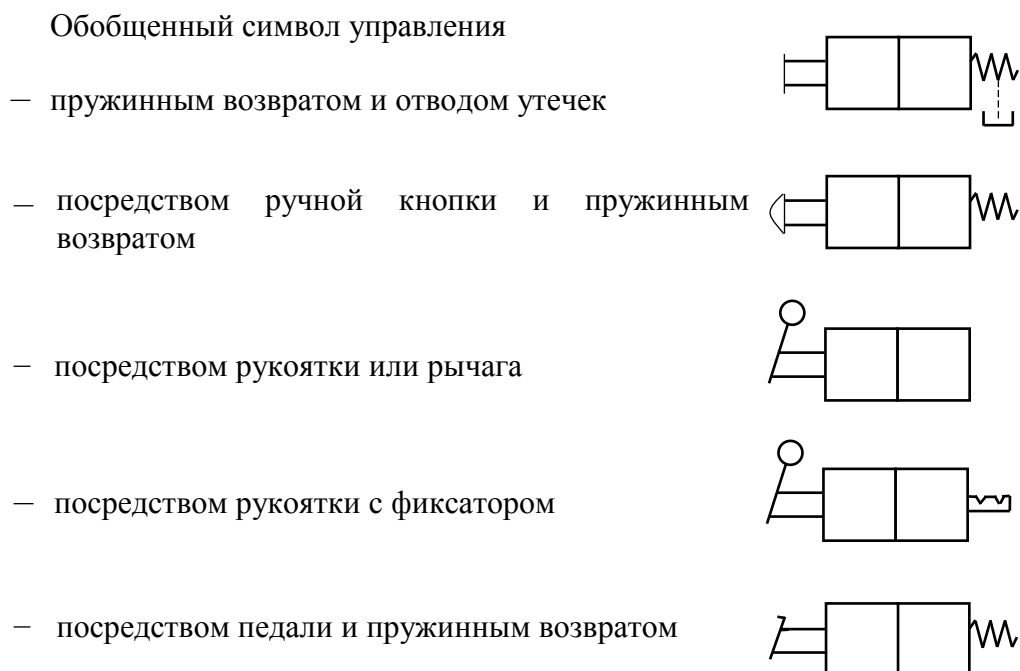 Обобщенный символ управления
– пружинным возвратом и отводом утечек
– посредством ручной кнопки и пружинным
возвратом
– посредством рукоятки или рычага
– посредством рукоятки с фиксатором
– посредством педали и пружинным возвратом